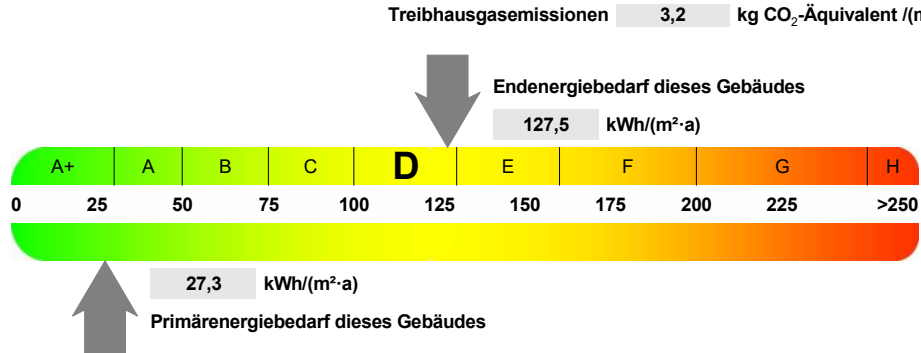 Treibhausgasemissionen 3,2 kg CO₂-Äquivalent /(m
Endenergiebedarf dieses Gebäudes
127,5 kWh/(m²·a)
A+ A B C D E F G H
0 25 50 75 100 125 150 175 200 225 >250
27,3 kWh/(m²·a)
Primärenergiebedarf dieses Gebäudes